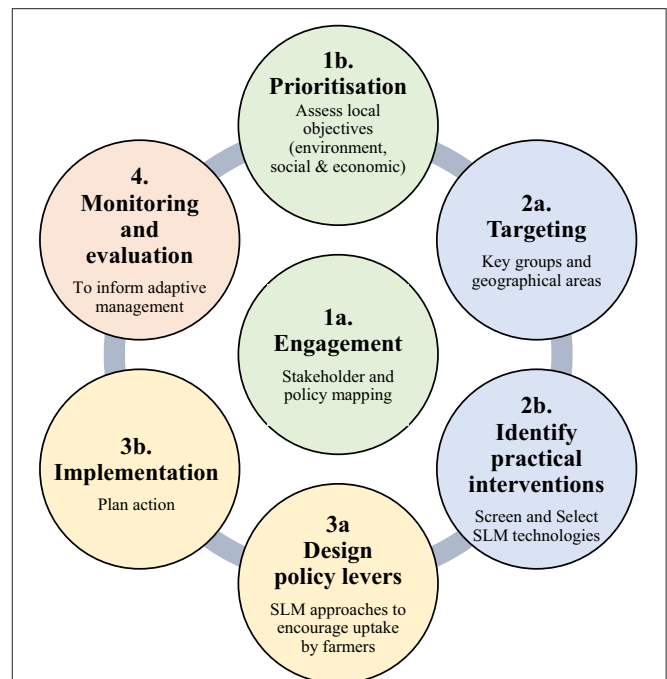 1b.
Prioritisation
Assess local
objectives
(environment,
social & economic)
2a.
Targeting
Key groups and
geographical areas
2b.
Identify
practical
interventions
Screen and Select
SLM technologies
3a
Design
policy levers
SLM approaches to
encourage uptake
by farmers
3b.
Implementation
Plan action
4.
Monitoring
and
evaluation
To inform adaptive
management
1a.
Engagement
Stakeholder and
policy mapping